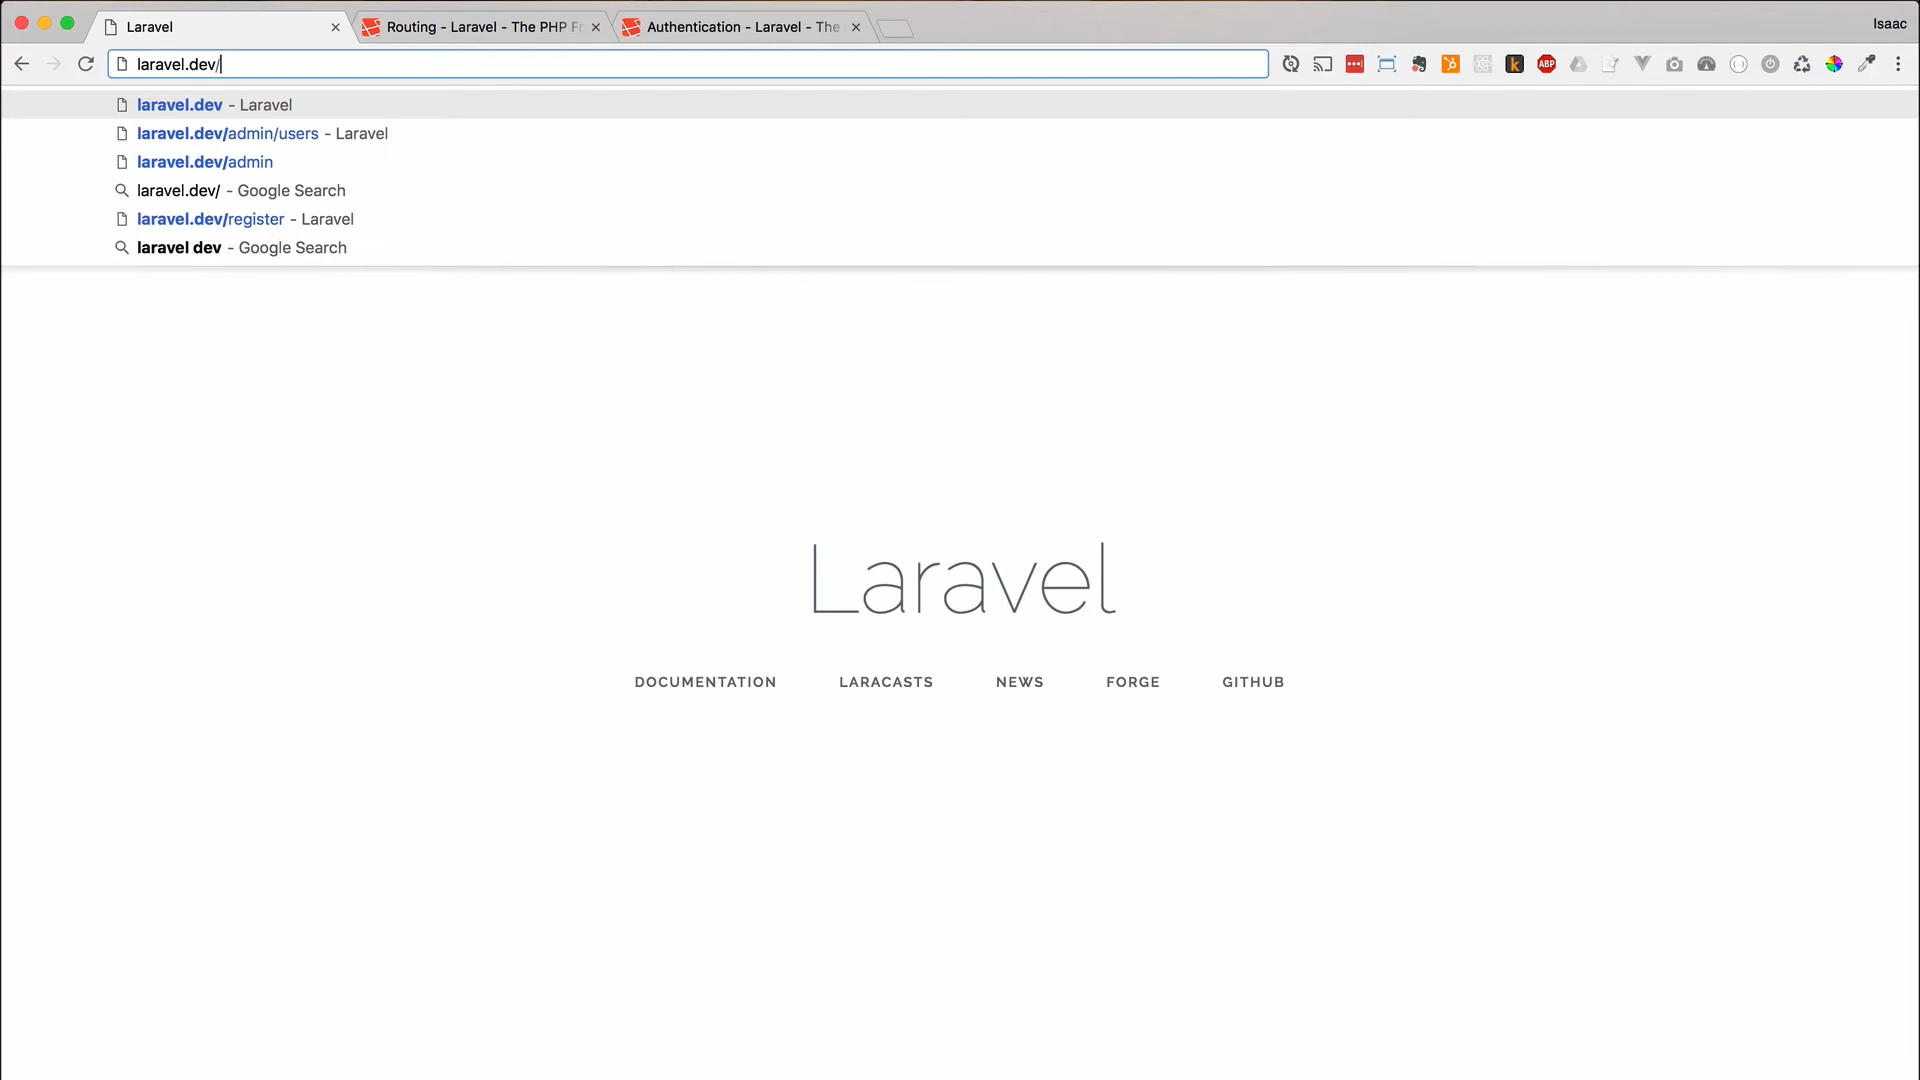 Laravel
Routing - Laravel - The PHP Fr
Authentication - Laravel - The
Isaac
laravel.dev/
ABP
k
laravel.dev - Laravel
laravel.dev/admin/users - Laravel
laravel.dev/admin
laravel.dev/ - Google Search
laravel.dev/register - Laravel
laravel dev - Google Search
Laravel
DOCUMENTATION
LARACASTS
NEWS
FORGE
GITHUB